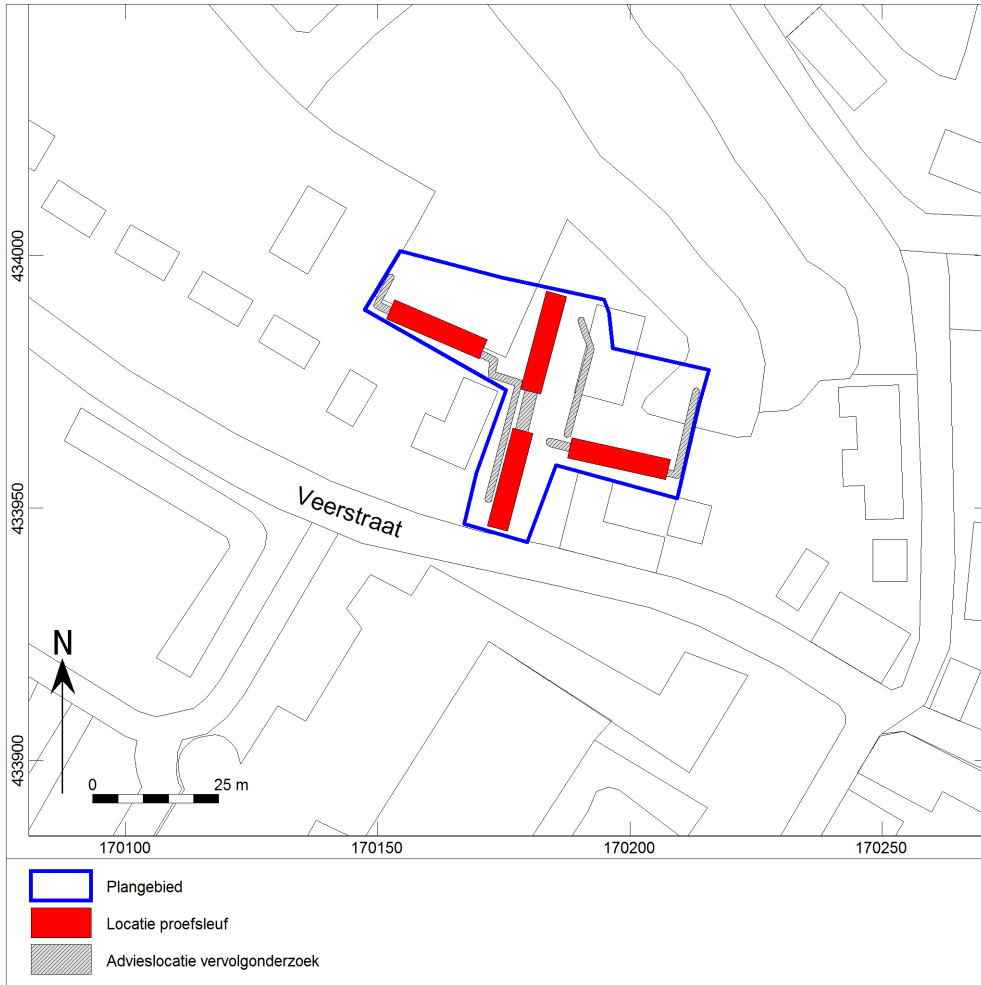 434000
433950
433900
Veerstraat
N
0 25 m
170100 170150 170200 170250
Plangebied
Locatie proefsleuf
Advieslocatie vervolgonderzoek